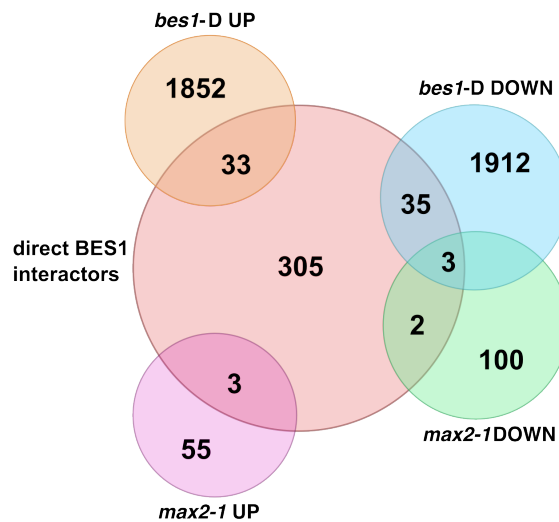 bes1-D UP
1852
bes1-D DOWN
1912
33
35
direct BES1
interactors
305
3
2
3
100
55
max2-1DOWN
max2-1 UP